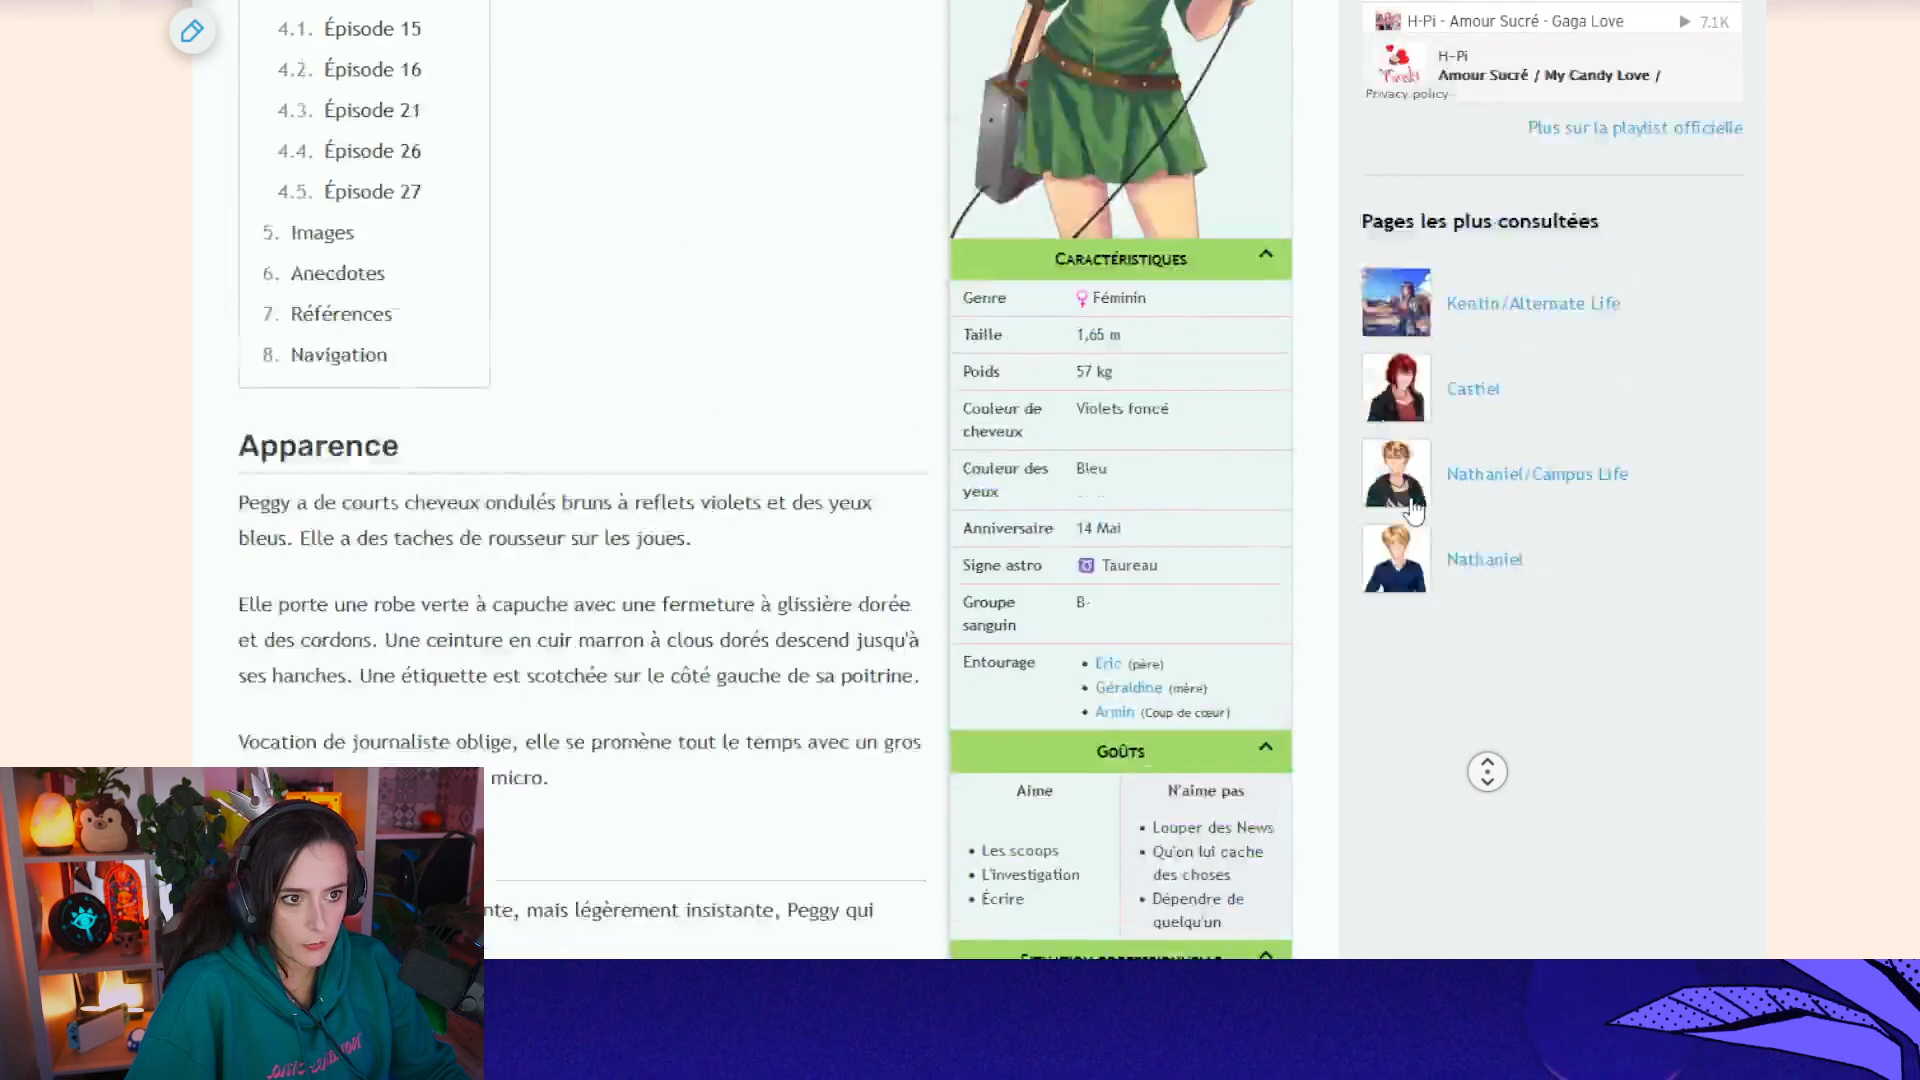 4.1. Épisode 15
4.2. Épisode 16
4.3. Épisode 21
4.4. Épisode 26
4.5. Épisode 27
5. Images
6. Anecdotes
7. Références
8. Navigation
Apparence
Peggy a de courts cheveux ondulés bruns à reflets violets et des yeux
bleus. Elle a des taches de rousseur sur les joues.
Elle porte une robe verte à capuche avec une fermeture à glissière dorée
et des cordons. Une ceinture en cuir marron à clous dorés descend jusqu'à
ses hanches. Une étiquette est scotchée sur le côté gauche de sa poitrine.
Vocation de journaliste oblige, elle se promène tout le temps avec un gros
micro.
nte, mais légèrement insistante, Peggy qui
Caractéristiques
Genre Féminin
Taille 1,65 m
Poids 57 kg
Couleur de cheveux Violets foncé
Couleur des yeux Bleu
Anniversaire 14 Mai
Signe astro Taureau
Groupe sanguin B-
Entourage
• Eric (père)
• Géraldine (mère)
• Armin (Coup de cœur)
Goûts
Aime
• Les scoops
• L'investigation
• Écrire
N'aime pas
• Louper des News
• Qu'on lui cache
des choses
• Dépendre de
quelqu'un
Situation professionnelle
H-Pi - Amour Sucré - Gaga Love 7.1K
H-Pi
Amour Sucré / My Candy Love /
Privacy policy
Plus sur la playlist officielle
Pages les plus consultées
Kentin/Alternate Life
Castiel
Nathaniel/Campus Life
Nathaniel